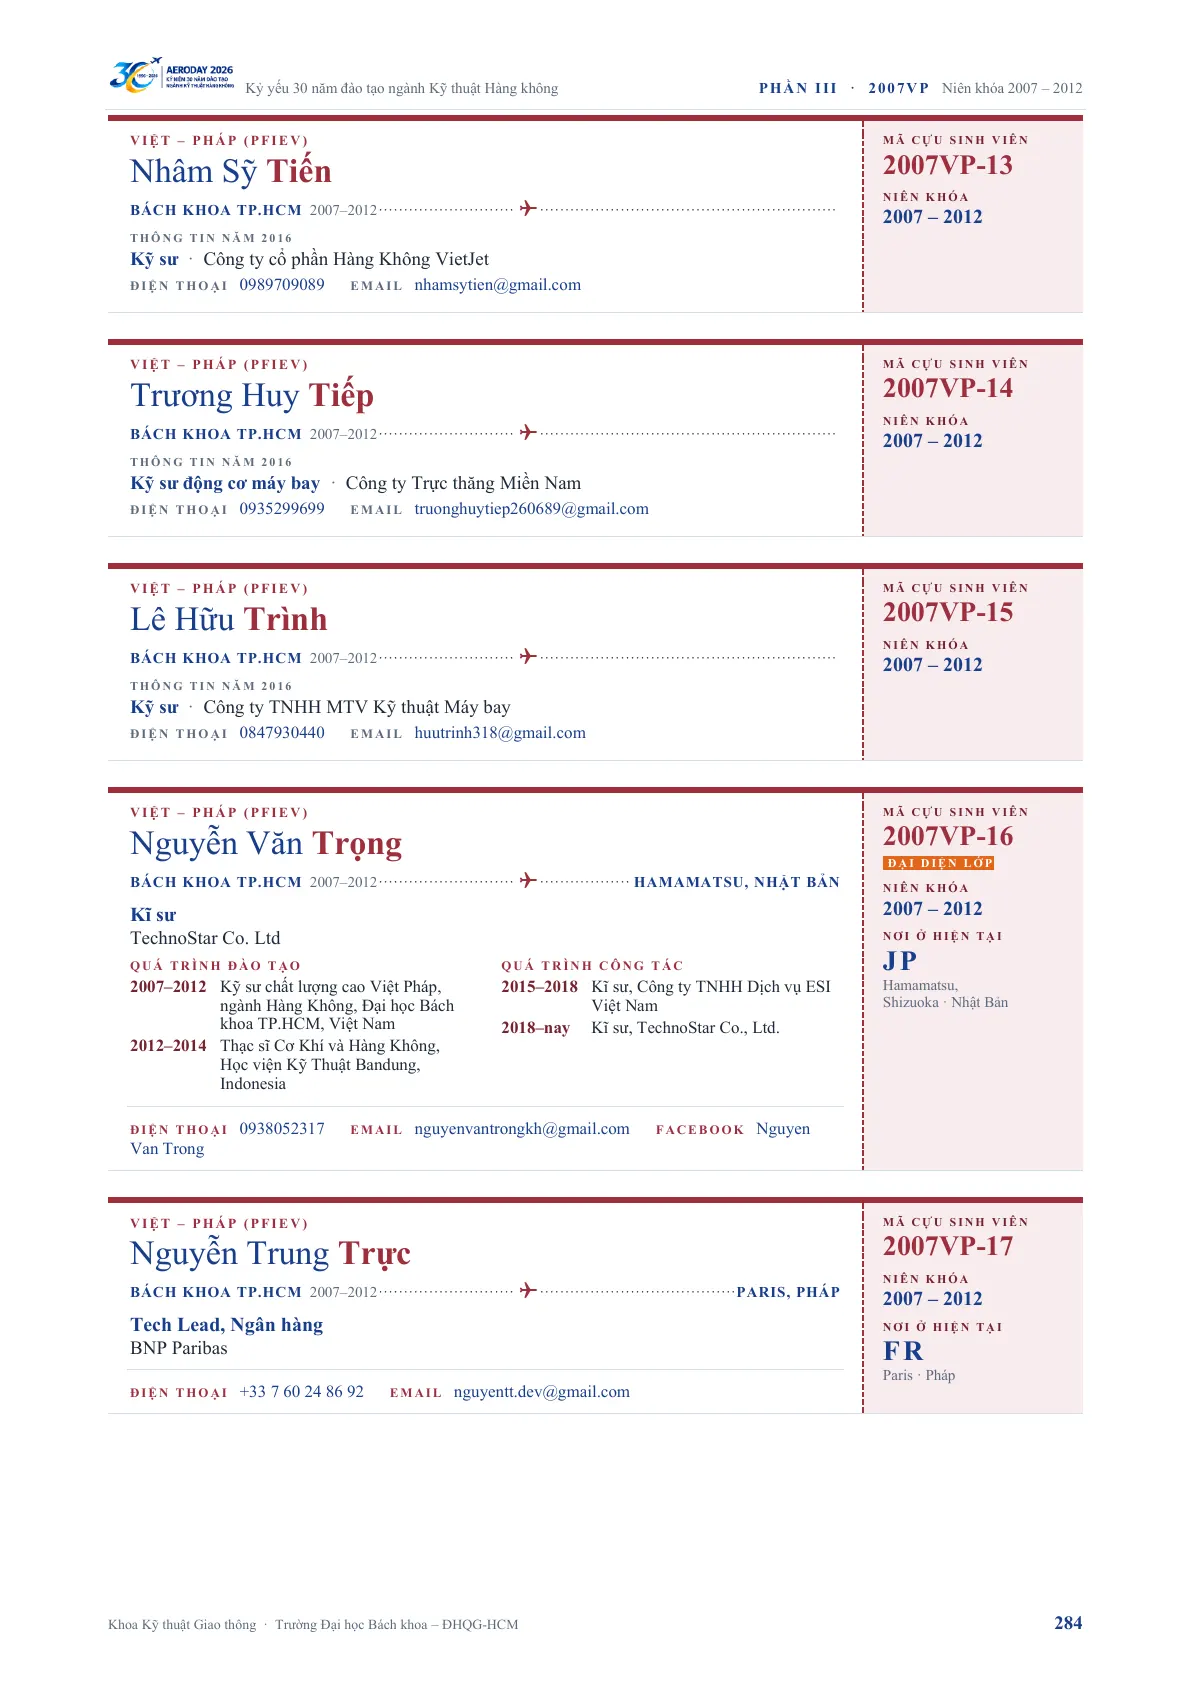 30
1996 - 2026
AERODAY 2026
KỶ NIỆM 30 NĂM ĐÀO TẠO
NGÀNH KỸ THUẬT HÀNG KHÔNG
Kỷ yếu 30 năm đào tạo ngành Kỹ thuật Hàng không
PHẦN III · 2007VP Niên khóa 2007 – 2012
VIỆT – PHÁP (PFIEV)
Nhâm Sỹ Tiến
BÁCH KHOA TP.HCM 2007–2012
THÔNG TIN NĂM 2016
Kỹ sư · Công ty cổ phần Hàng Không VietJet
ĐIỆN THOẠI 0989709089 EMAIL nhamsytien@gmail.com
MÃ CỰU SINH VIÊN
2007VP-13
NIÊN KHÓA
2007 – 2012
VIỆT – PHÁP (PFIEV)
Trương Huy Tiếp
BÁCH KHOA TP.HCM 2007–2012
THÔNG TIN NĂM 2016
Kỹ sư động cơ máy bay · Công ty Trực thăng Miền Nam
ĐIỆN THOẠI 0935299699 EMAIL truonghuytiep260689@gmail.com
MÃ CỰU SINH VIÊN
2007VP-14
NIÊN KHÓA
2007 – 2012
VIỆT – PHÁP (PFIEV)
Lê Hữu Trình
BÁCH KHOA TP.HCM 2007–2012
THÔNG TIN NĂM 2016
Kỹ sư · Công ty TNHH MTV Kỹ thuật Máy bay
ĐIỆN THOẠI 0847930440 EMAIL huutrinh318@gmail.com
MÃ CỰU SINH VIÊN
2007VP-15
NIÊN KHÓA
2007 – 2012
VIỆT – PHÁP (PFIEV)
Nguyễn Văn Trọng
BÁCH KHOA TP.HCM 2007–2012 HAMAMATSU, NHẬT BẢN
Kĩ sư
TechnoStar Co. Ltd
QUÁ TRÌNH ĐÀO TẠO
2007–2012 Kỹ sư chất lượng cao Việt Pháp,
ngành Hàng Không, Đại học Bách
khoa TP.HCM, Việt Nam
2012–2014 Thạc sĩ Cơ Khí và Hàng Không,
Học viện Kỹ Thuật Bandung,
Indonesia
QUÁ TRÌNH CÔNG TÁC
2015–2018 Kĩ sư, Công ty TNHH Dịch vụ ESI
Việt Nam
2018–nay Kĩ sư, TechnoStar Co., Ltd.
ĐIỆN THOẠI 0938052317 EMAIL nguyenvantrongkh@gmail.com FACEBOOK Nguyen
Van Trong
MÃ CỰU SINH VIÊN
2007VP-16
ĐẠI DIỆN LỚP
NIÊN KHÓA
2007 – 2012
NƠI Ở HIỆN TẠI
JP
Hamamatsu,
Shizuoka · Nhật Bản
VIỆT – PHÁP (PFIEV)
Nguyễn Trung Trực
BÁCH KHOA TP.HCM 2007–2012 PARIS, PHÁP
Tech Lead, Ngân hàng
BNP Paribas
ĐIỆN THOẠI +33 7 60 24 86 92 EMAIL nguyentt.dev@gmail.com
MÃ CỰU SINH VIÊN
2007VP-17
NIÊN KHÓA
2007 – 2012
NƠI Ở HIỆN TẠI
FR
Paris · Pháp
Khoa Kỹ thuật Giao thông · Trường Đại học Bách khoa – ĐHQG-HCM
284